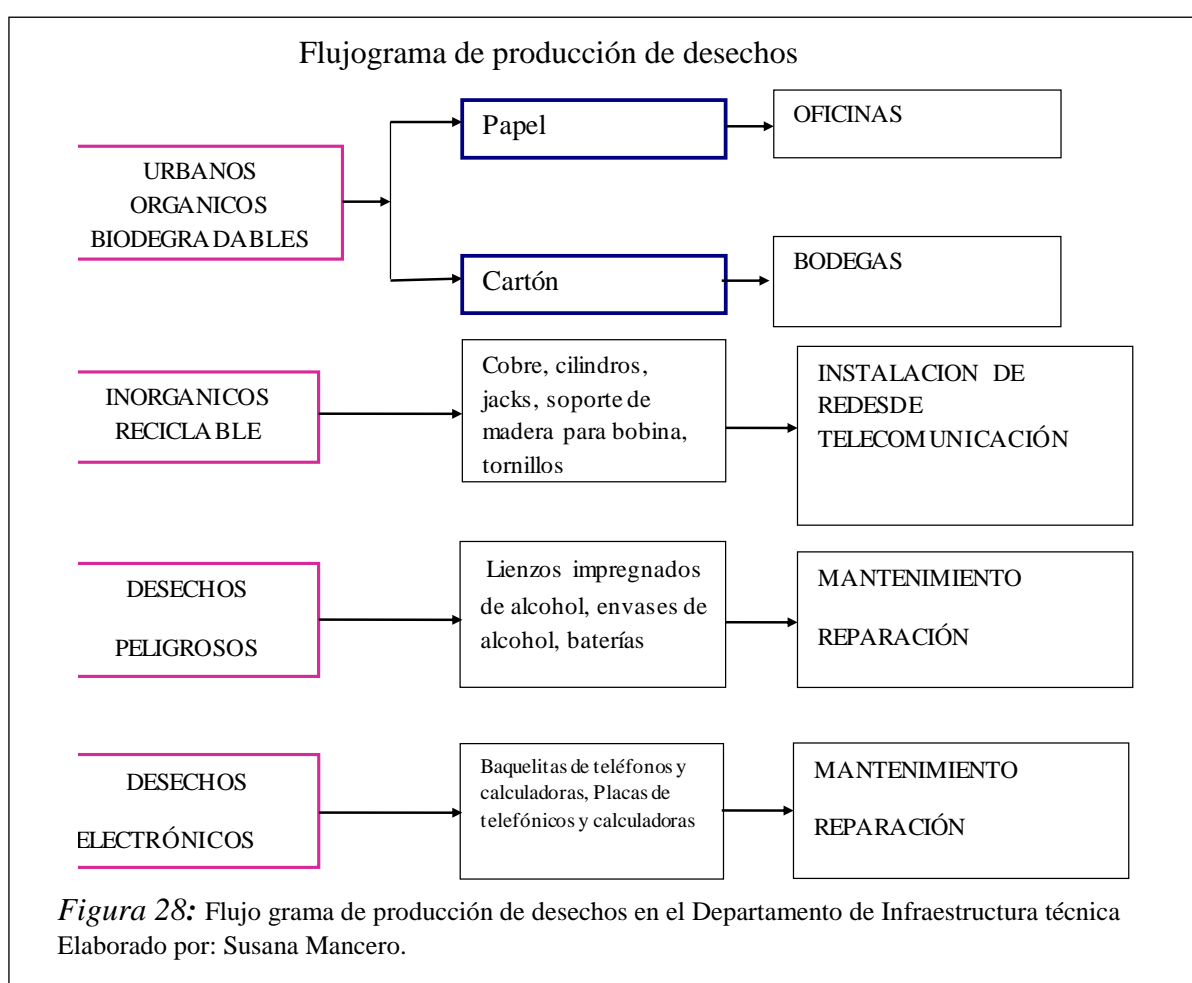 Flujograma de producción de desechos
URBANOS
ORGANICOS
BIODEGRADABLES
Papel
OFICINAS
Cartón
BODEGAS
INORGANICOS
RECICLABLE
Cobre, cilindros,
jacks, soporte de
madera para bobina,
tornillos
INSTALACION DE
REDESDE
TELECOMUNICACIÓN
DESECHOS
PELIGROSOS
Lienzos impregnados
de alcohol, envases de
alcohol, baterías
MANTENIMIENTO
REPARACIÓN
DESECHOS
ELECTRÓNICOS
Baquelitas de teléfonos y
calculadoras, Placas de
telefónicos y calculadoras
MANTENIMIENTO
REPARACIÓN
Figura 28: Flujo grama de producción de desechos en el Departamento de Infraestructura técnica
Elaborado por: Susana Mancero.